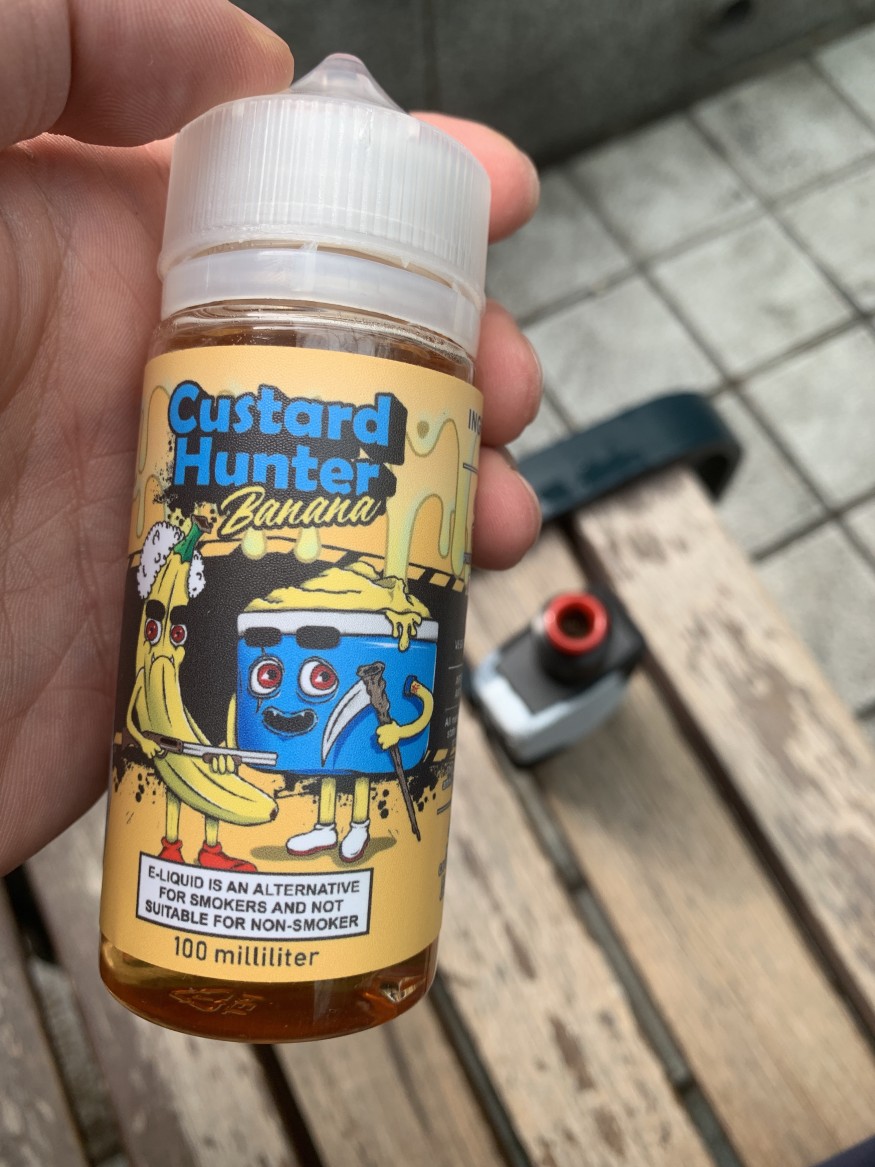 Custard
Hunter
Banana
E-LIQUID IS AN ALTERNATIVE
FOR SMOKERS AND NOT
SUITABLE FOR NON-SMOKER
100 milliliter